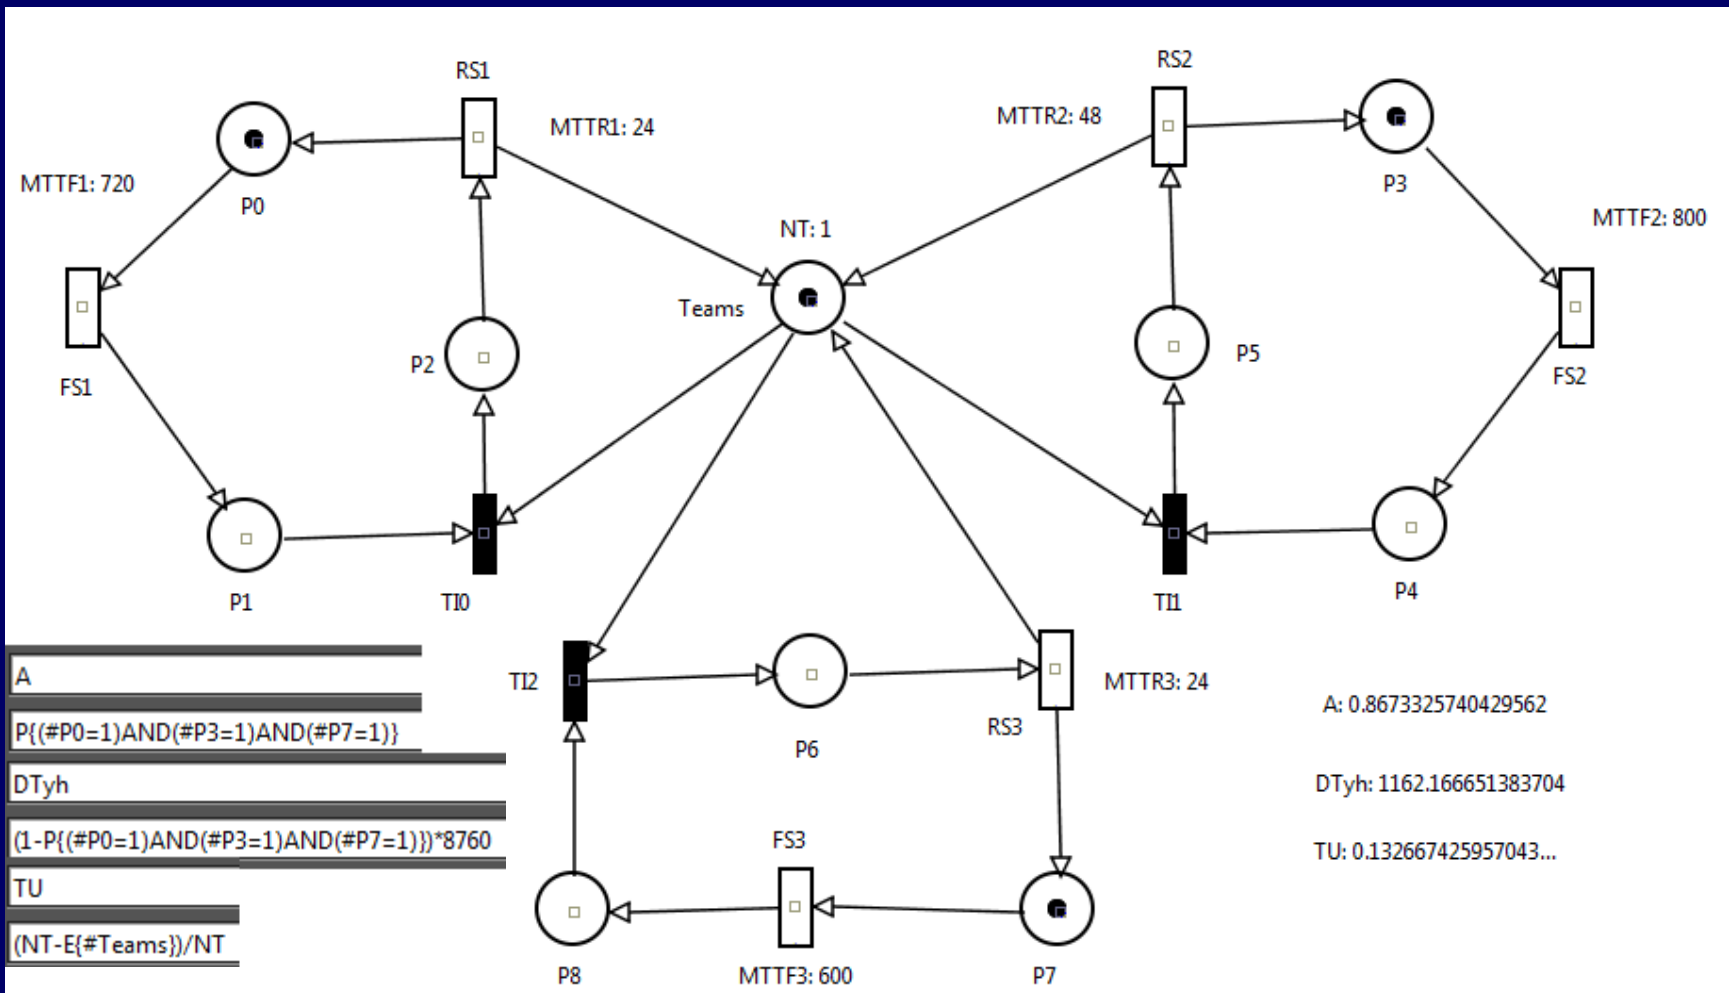 RS1
RS2
MTTR1: 24
MTTR2: 48
MTTF1: 720
P0
P3
MTTF2: 800
NT: 1
Teams
P2
P5
FS1
FS2
P1
TI0
TI1
P4
TI2
MTTR3: 24
RS3
P6
FS3
P8
MTTF3: 600
P7
A
P{(#P0=1)AND(#P3=1)AND(#P7=1)}
DTyh
(1-P{(#P0=1)AND(#P3=1)AND(#P7=1)})*8760
TU
(NT-E{#Teams})/NT
A: 0.8673325740429562
DTyh: 1162.166651383704
TU: 0.132667425957043...